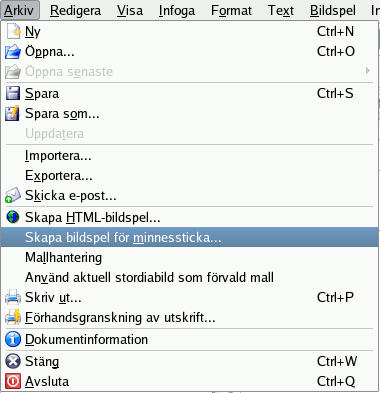 Arkiv Redigera Visa Infoga Format Text Bildspel In
Ny Ctrl+N
Öppna... Ctrl+O
Öppna senaste
Spara Ctrl+S
Spara som...
Uppdatera
Importera...
Exportera...
Skicka e-post...
Skapa HTML-bildspel...
Skapa bildspel för minnessticka...
Mallhantering
Använd aktuell stordiabild som förvald mall
Skriv ut... Ctrl+P
Förhandsgranskning av utskrift...
Dokumentinformation
Stäng Ctrl+W
Avsluta Ctrl+Q